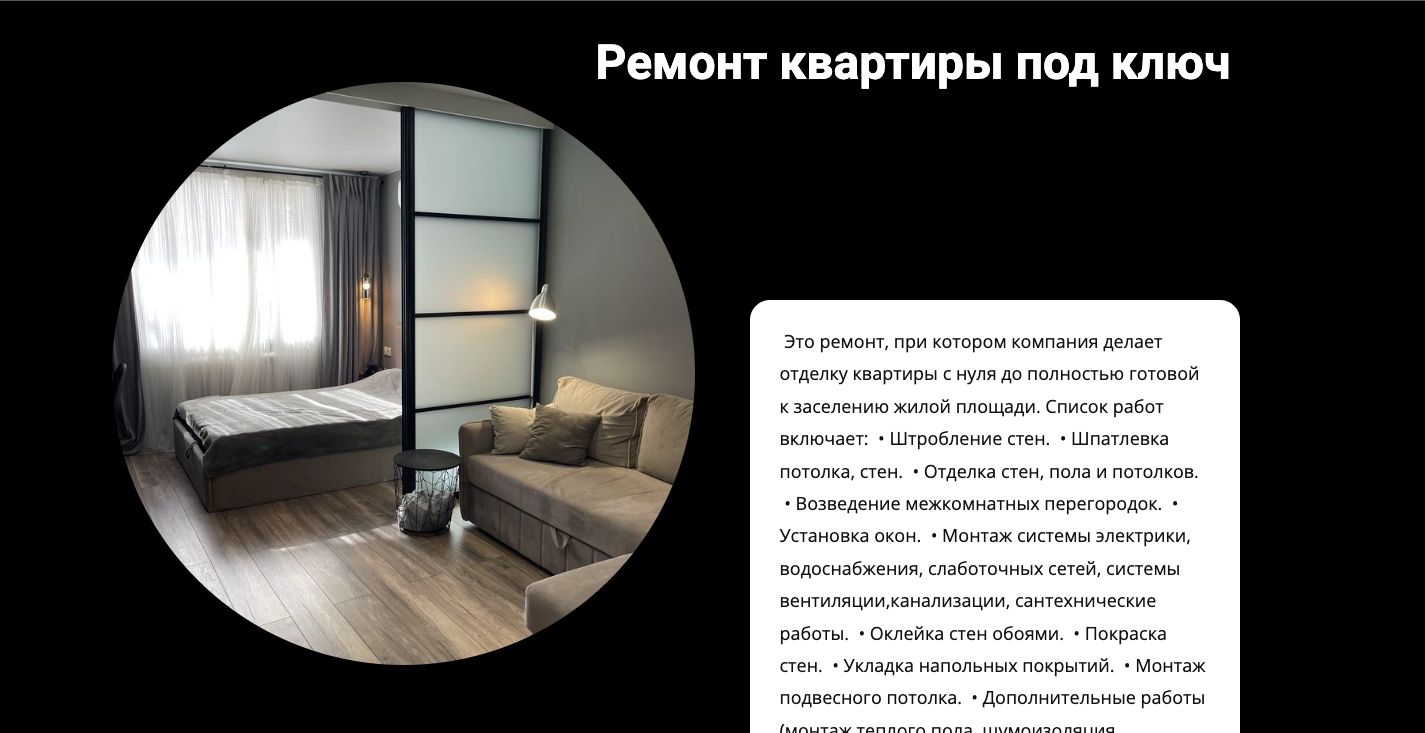 Ремонт квартиры под ключ
Это ремонт, при котором компания делает
отделку квартиры с нуля до полностью готовой
к заселению жилой площади. Список работ
включает: • Штробление стен. • Шпатлевка
потолка, стен. • Отделка стен, пола и потолков.
• Возведение межкомнатных перегородок. •
Установка окон. • Монтаж системы электрики,
водоснабжения, слаботочных сетей, системы
вентиляции,канализации, сантехнические
работы. • Оклейка стен обоями. • Покраска
стен. • Укладка напольных покрытий. • Монтаж
подвесного потолка. • Дополнительные работы
(монтаж теплого пола, шумоизоляция